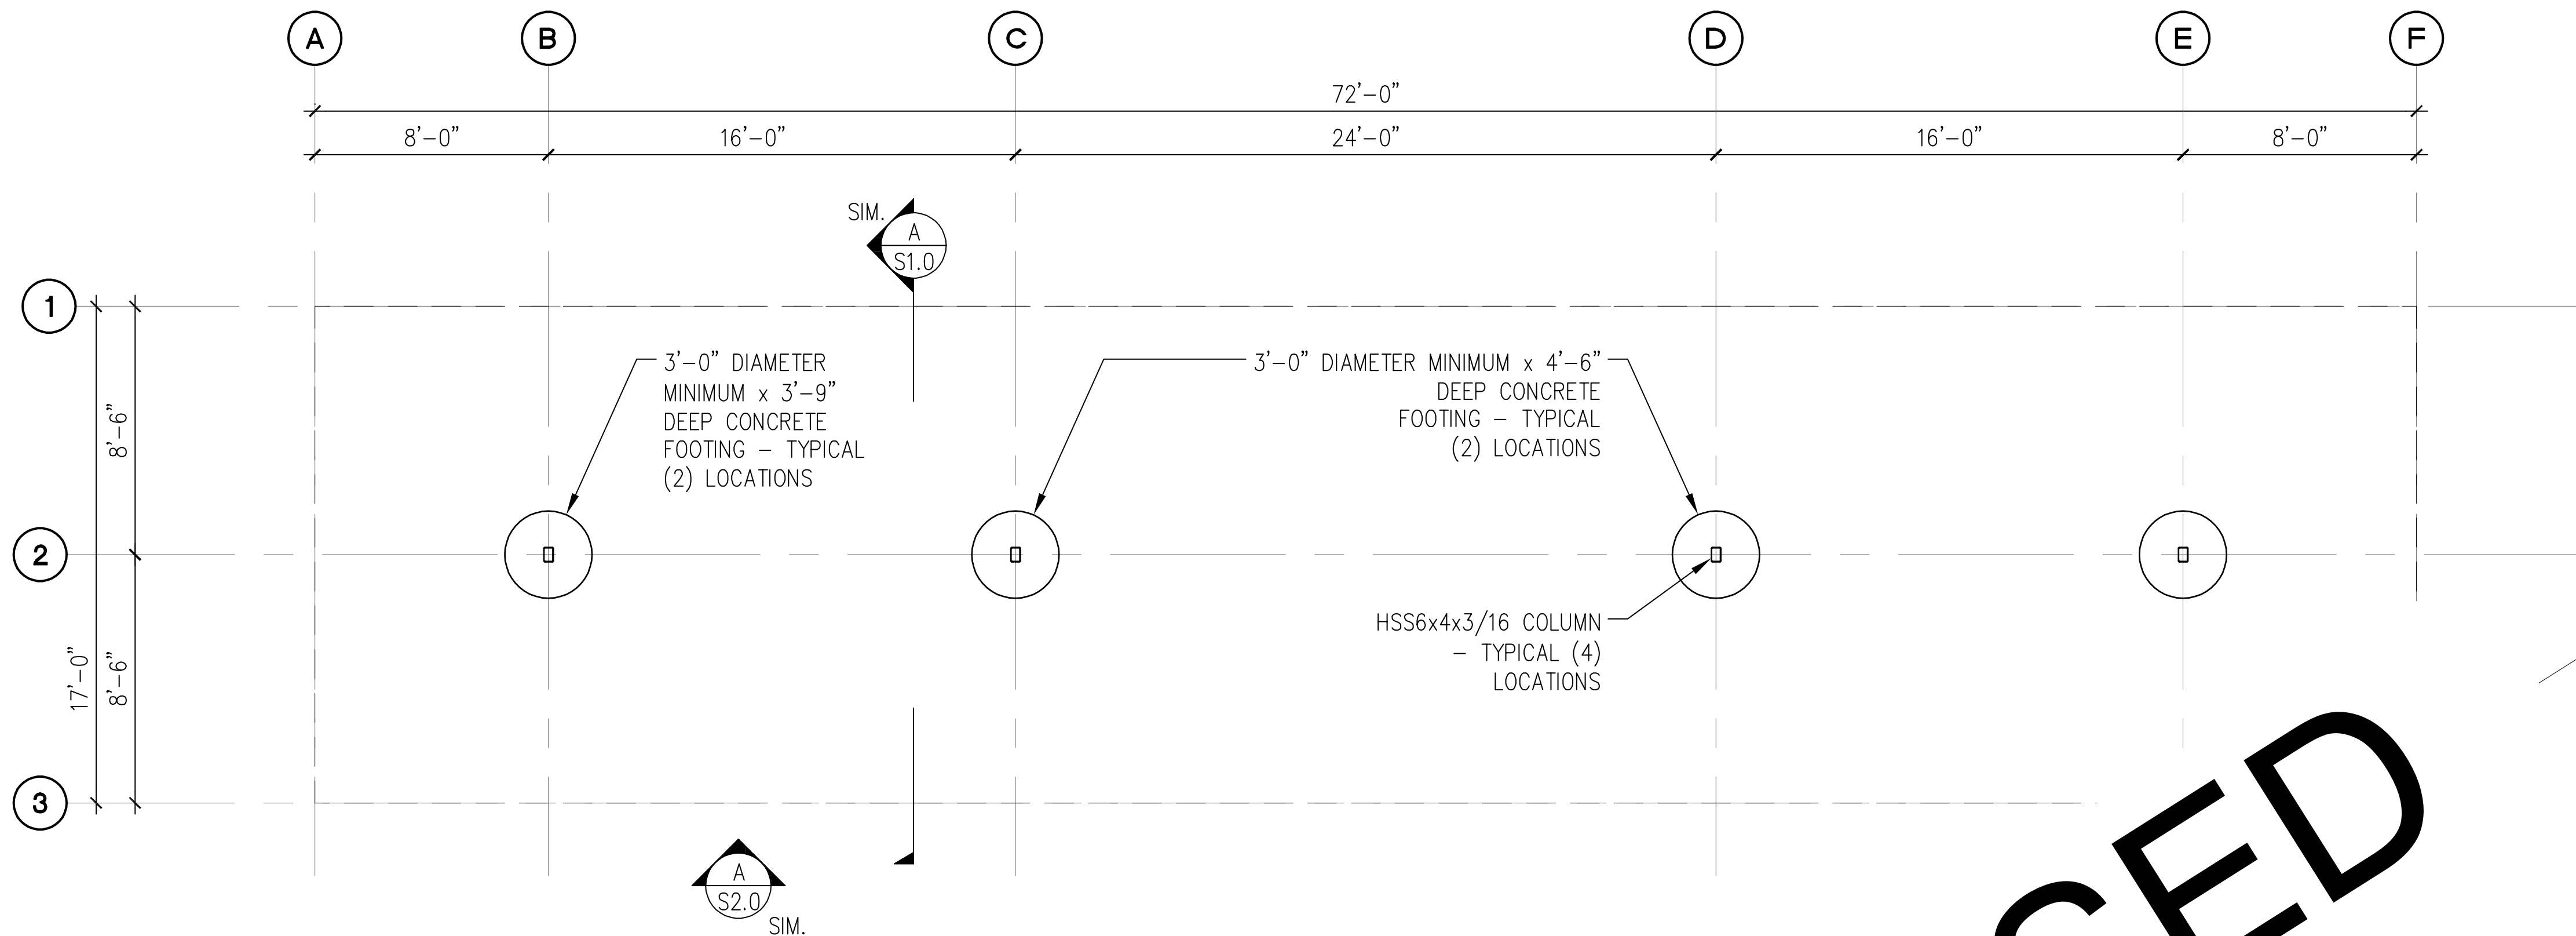 A
B
C
D
E
F
72'-0"
8'-0"
16'-0"
24'-0"
16'-0"
8'-0"
SIM.
A
S1.0
1
3'-0" DIAMETER
MINIMUM x 3'-9"
DEEP CONCRETE
FOOTING - TYPICAL
(2) LOCATIONS
3'-0" DIAMETER MINIMUM x 4'-6"
DEEP CONCRETE
FOOTING - TYPICAL
(2) LOCATIONS
8'-6"
2
HSS6x4x3/16 COLUMN
- TYPICAL (4)
LOCATIONS
17'-0"
8'-6"
3
A
S2.0
SIM.
CED